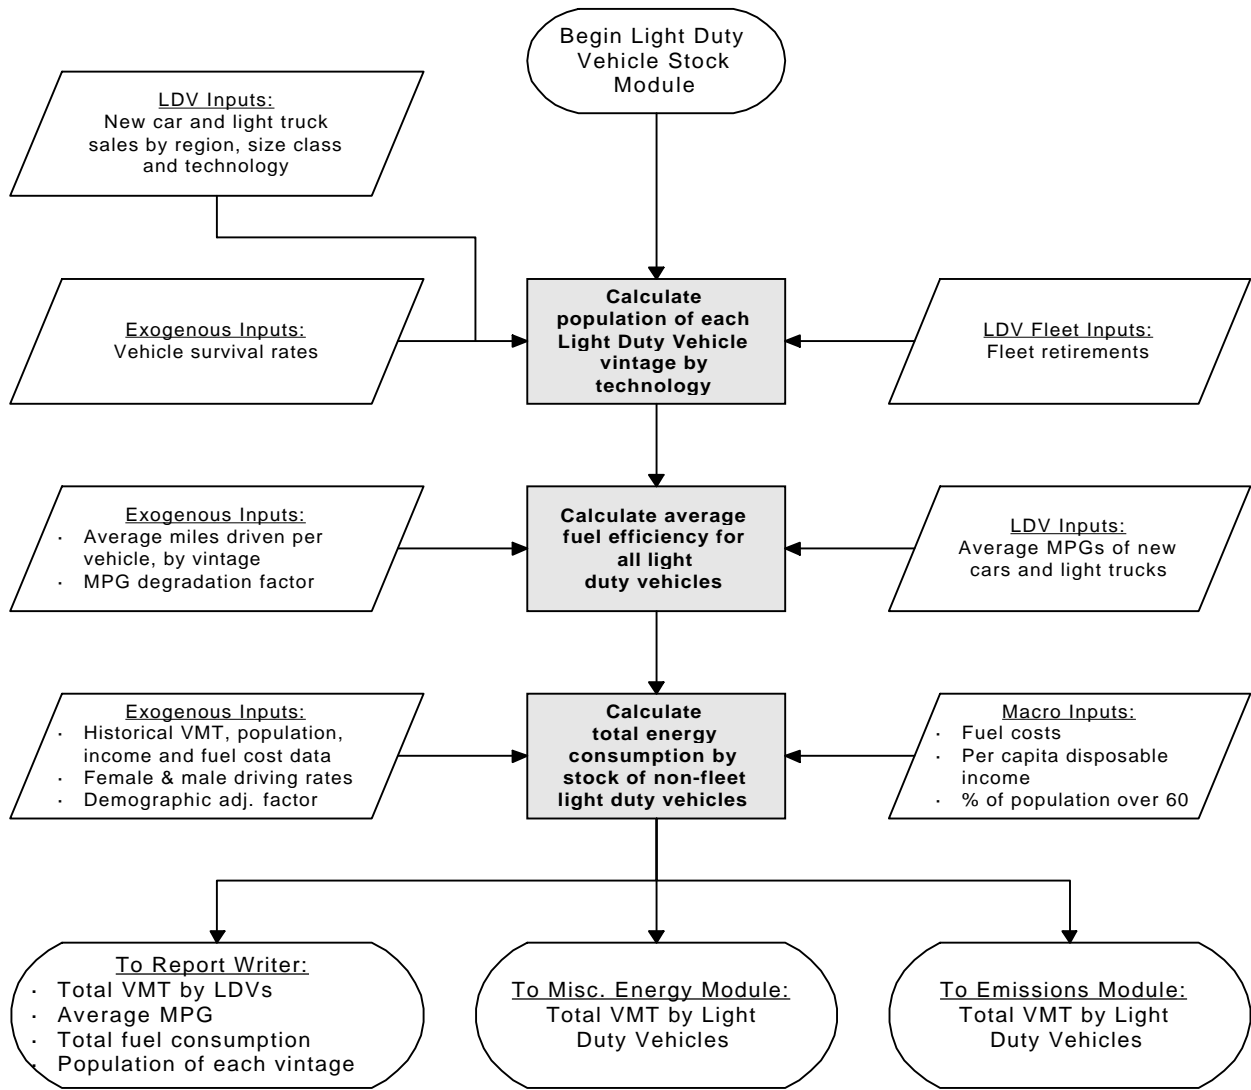 Begin Light Duty
Vehicle Stock
Module
LDV Inputs:
New car and light truck
sales by region, size class
and technology
Exogenous Inputs:
Vehicle survival rates
Calculate
population of each
Light Duty Vehicle
vintage by
technology
LDV Fleet Inputs:
Fleet retirements
Exogenous Inputs:
· Average miles driven per
vehicle, by vintage
· MPG degradation factor
Calculate average
fuel efficiency for
all light
duty vehicles
LDV Inputs:
Average MPGs of new
cars and light trucks
Exogenous Inputs:
· Historical VMT, population,
income and fuel cost data
· Female & male driving rates
· Demographic adj. factor
Calculate
total energy
consumption by
stock of non-fleet
light duty vehicles
Macro Inputs:
· Fuel costs
· Per capita disposable
income
· % of population over 60
To Report Writer:
· Total VMT by LDVs
· Average MPG
· Total fuel consumption
· Population of each vintage
To Misc. Energy Module:
Total VMT by Light
Duty Vehicles
To Emissions Module:
Total VMT by Light
Duty Vehicles